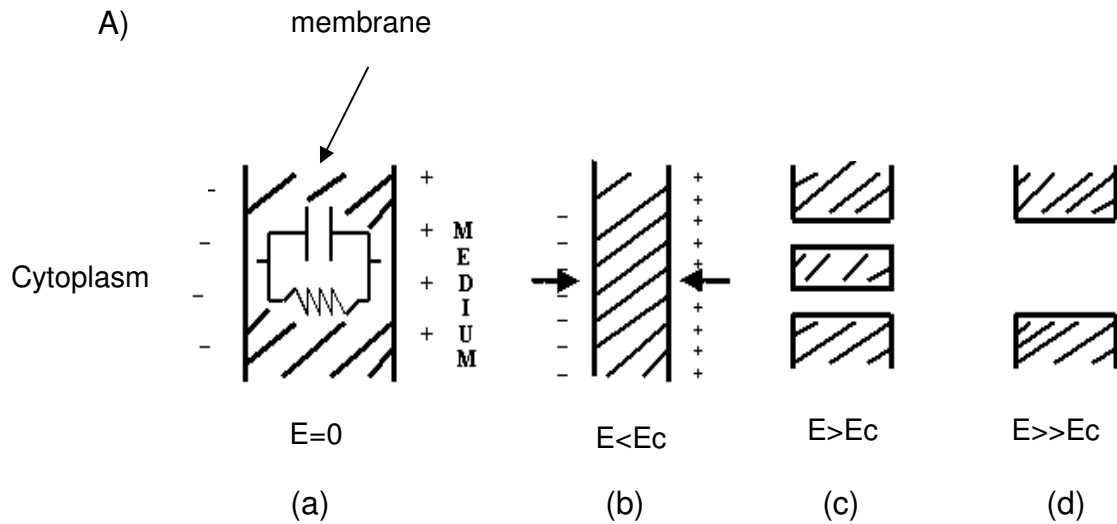 A)
membrane
Cytoplasm
MEDIUM
E=0
E<Ec
E>Ec
E>>Ec
(a)
(b)
(c)
(d)